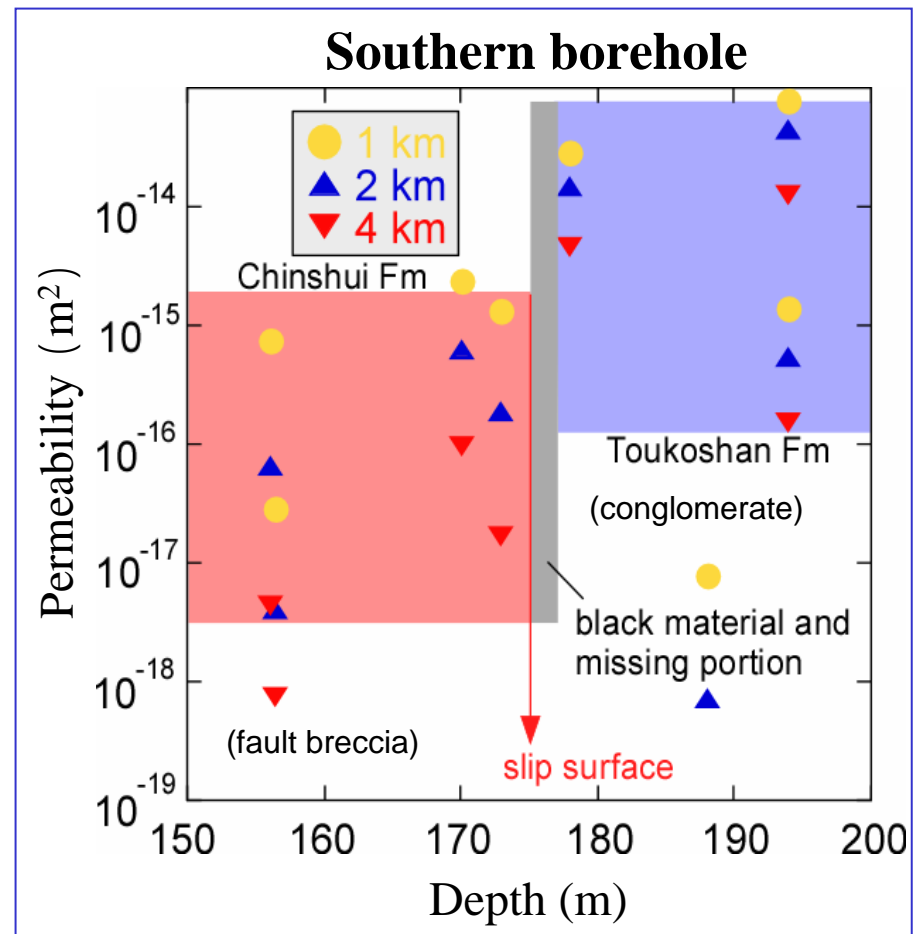 Southern borehole
1 km
2 km
4 km
Chinshui Fm
10⁻¹⁴
10⁻¹⁵
10⁻¹⁶
10⁻¹⁷
10⁻¹⁸
10⁻¹⁹
Permeability (m²)
Toukoshan Fm
(conglomerate)
black material and
missing portion
(fault breccia)
slip surface
150 160 170 180 190 200
Depth (m)